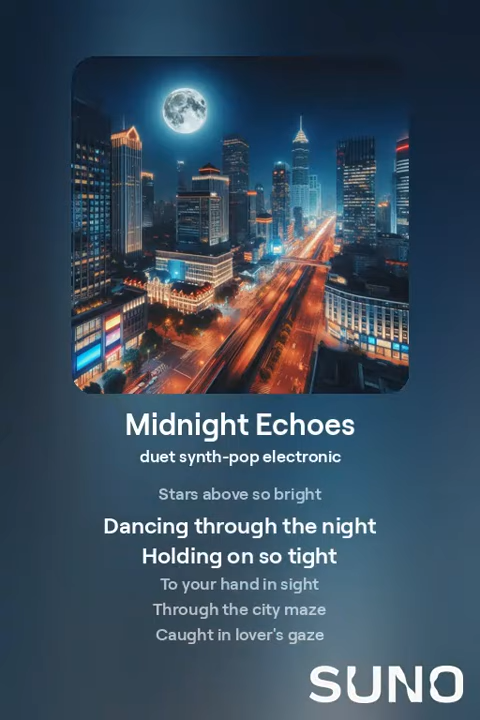 Midnight Echoes
duet synth-pop electronic
Stars above so bright
Dancing through the night
Holding on so tight
To your hand in sight
Through the city maze
Caught in lover's gaze
SUNO